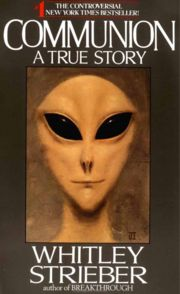 #1 THE CONTROVERSIAL
NEW YORK TIMES BESTSELLER!
COMMUNION
A TRUE STORY
WHITLEY
STRIEBER
author of BREAKTHROUGH